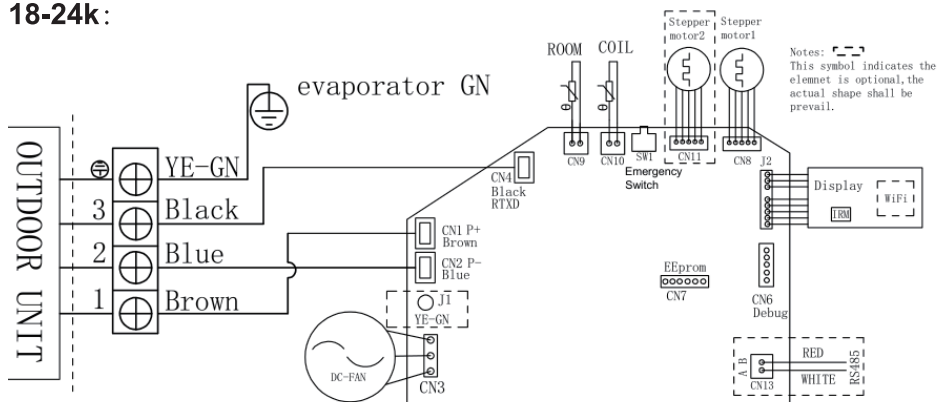 18-24k:
evaporator GN
OUTDOOR UNIT
YE-GN
3
Black
2
Blue
1
Brown
CN4
Black
RTXD
CN1 P+
Brown
CN2 P-
Blue
J1
YE-GN
DC-FAN
CN3
ROOM
COIL
θ
θ
CN9
CN10
SW1
Emergency
Switch
Stepper
motor2
CN11
Stepper
motor1
CN8
J2
Notes:
This symbol indicates the
elemnet is optional,the
actual shape shall be
prevail.
Display
IRM
WiFi
EEprom
CN7
CN6
Debug
A B
CN13
RED
WHITE
RS485